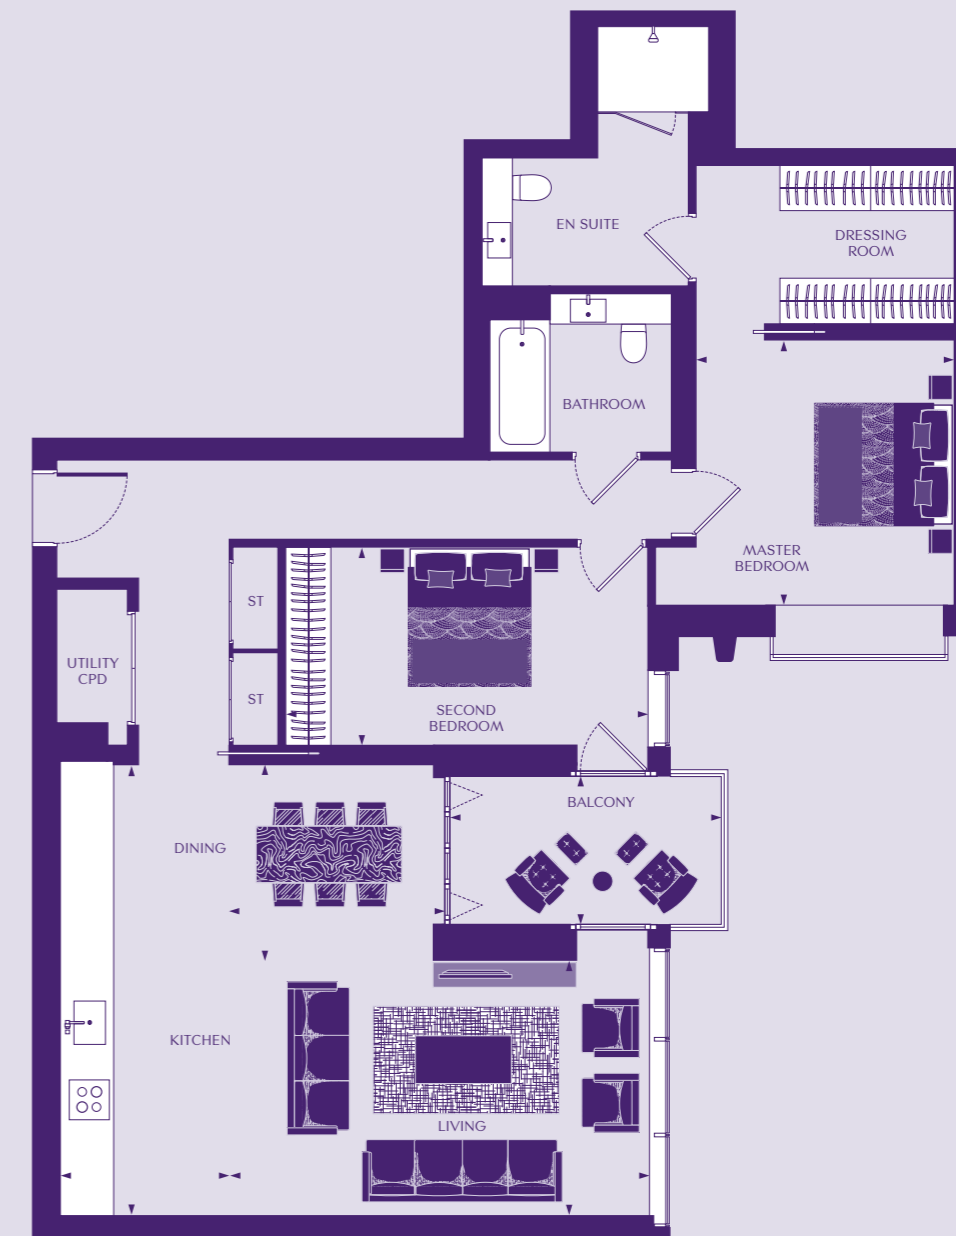 EN SUITE
DRESSING
ROOM
BATHROOM
MASTER
BEDROOM
ST
UTILITY
CPD
ST
SECOND
BEDROOM
BALCONY
DINING
KITCHEN
LIVING